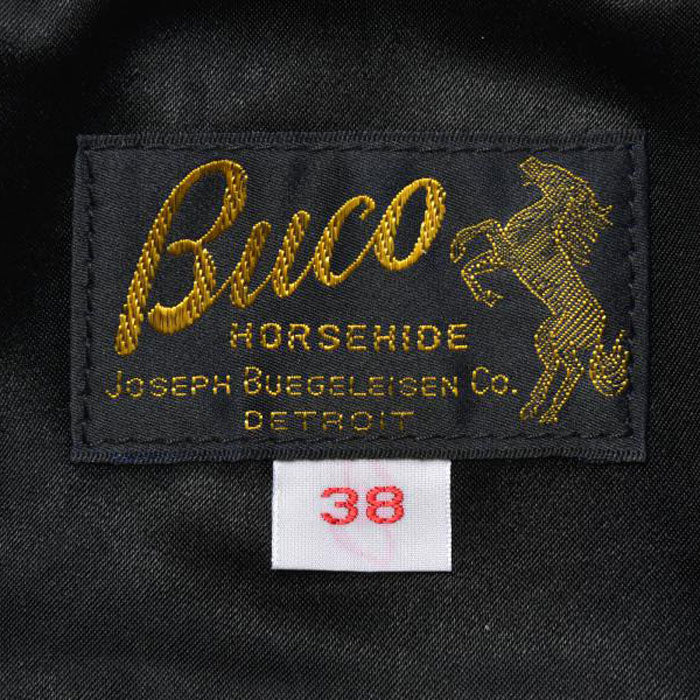 Buco
HORSEHIDE
JOSEPH BUEGELEISEN CO.
DETROIT
38